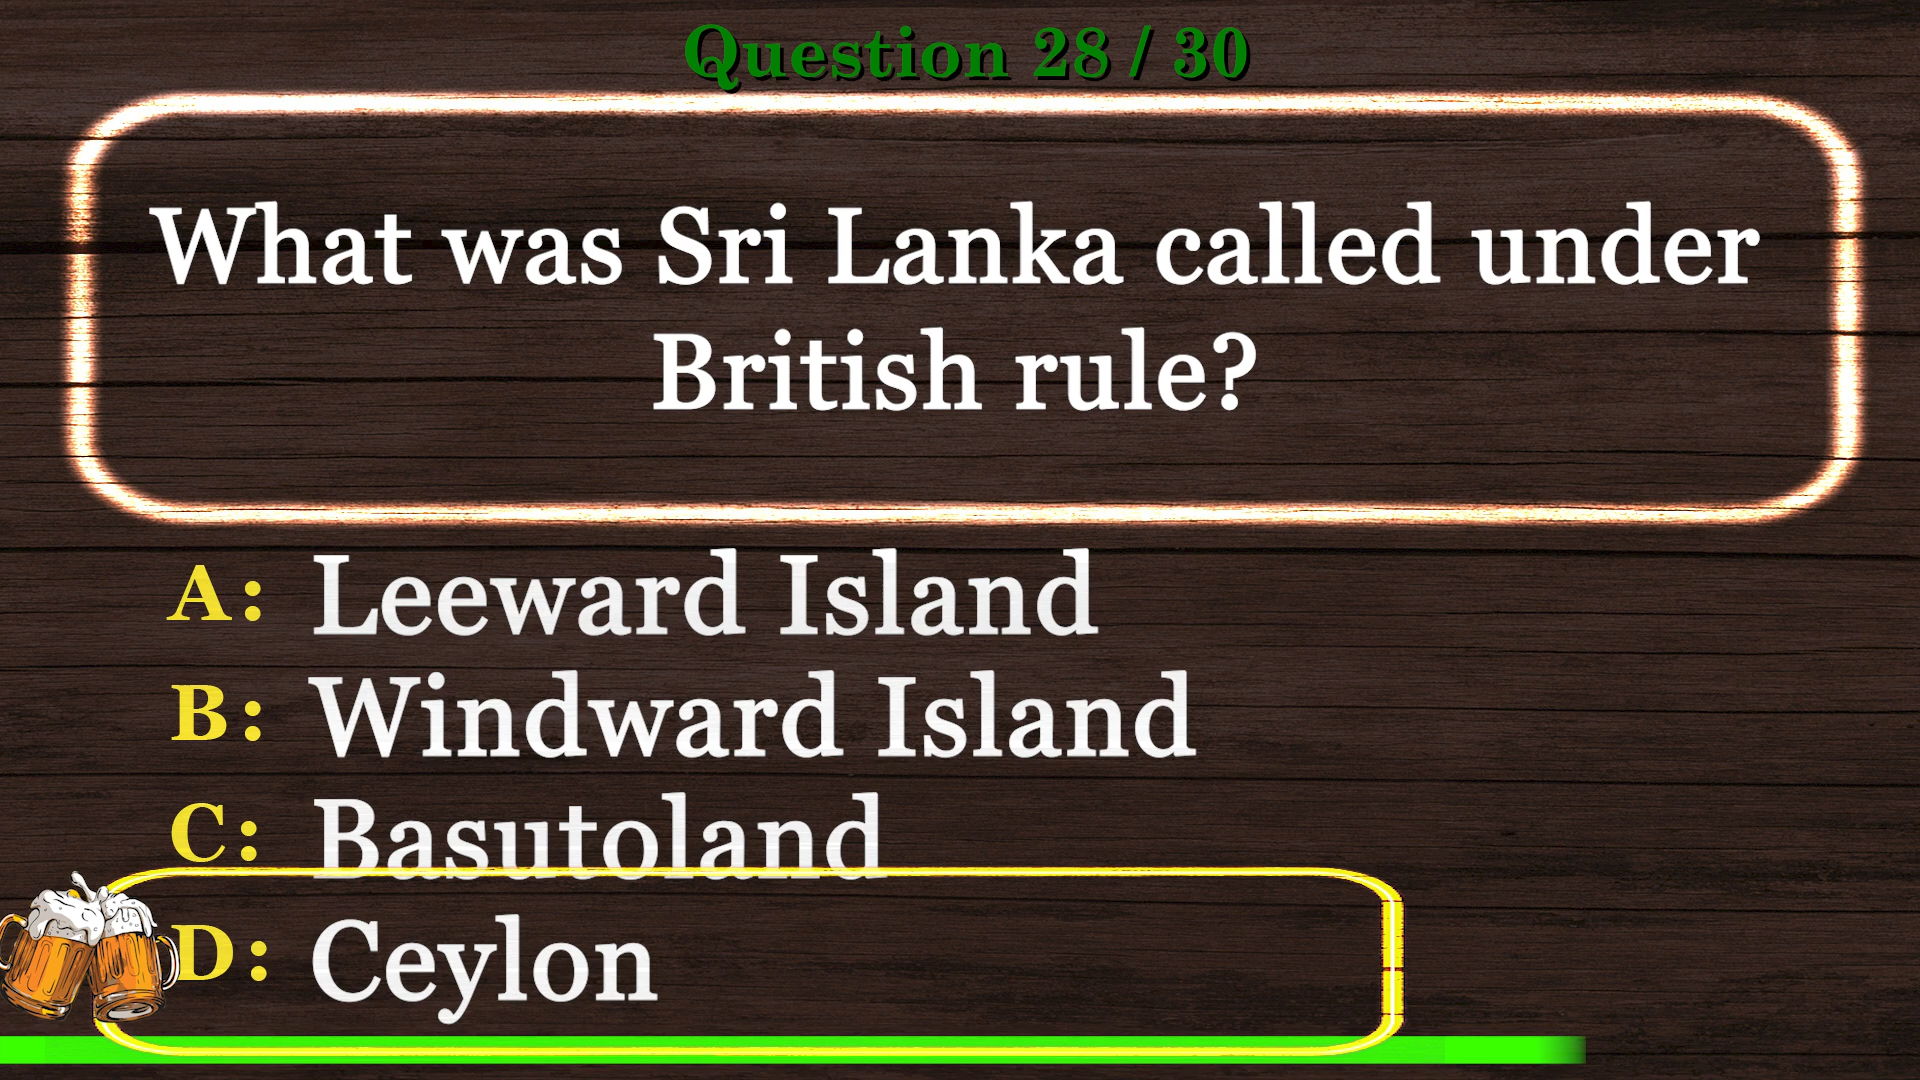 Question 28 / 30
What was Sri Lanka called under
British rule?
A: Leeward Island
B: Windward Island
C: Basutoland
D: Ceylon